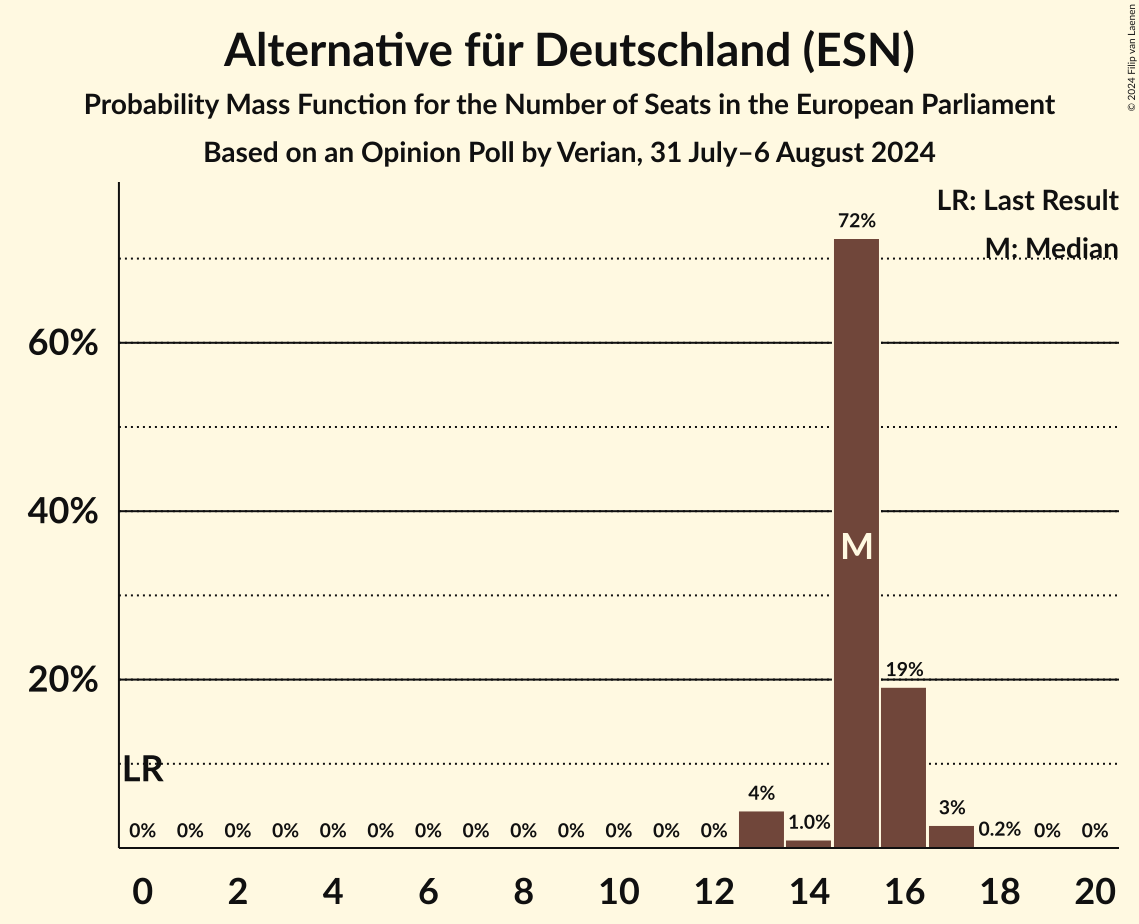 Alternative für Deutschland (ESN)
Probability Mass Function for the Number of Seats in the European Parliament
Based on an Opinion Poll by Verian, 31 July–6 August 2024
© 2024 Filip van Laenen
LR: Last Result
M: Median
72%
60%
40%
M
20%
19%
LR
4%
3%
0% 0% 0% 0% 0% 0% 0% 0% 0% 0% 0% 0% 0% 1.0% 0.2% 0% 0%
0 2 4 6 8 10 12 14 16 18 20